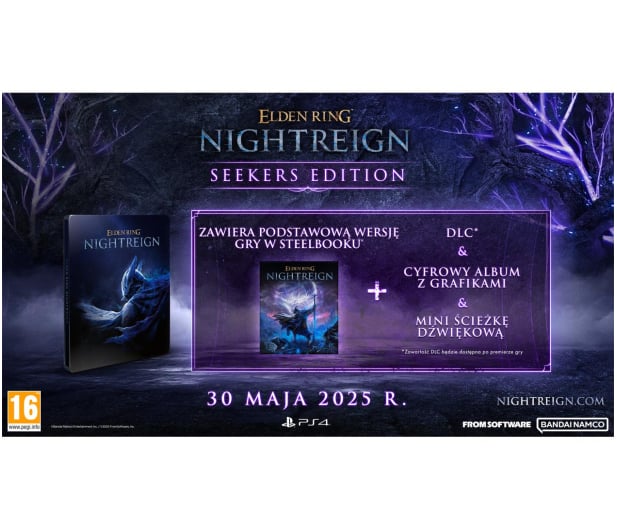 ELDEN RING
NIGHTREIGN
SEEKERS EDITION
ZAWIERA PODSTAWOWĄ WERSJĘ
GRY W STEELBOOKU*
ELDEN RING
NIGHTREIGN
ELDEN RING
NIGHTREIGN
+
DLC*
&
CYFROWY ALBUM
Z GRAFIKAMI
&
MINI ŚCIEŻKĘ
DŹWIĘKOWĄ
*Zawartość DLC będzie dostępna po premierze gry
30 MAJA 2025 R.
PS4
16
www.pegi.info
NIGHTREIGN.COM
FROMSOFTWARE
BANDAI NAMCO